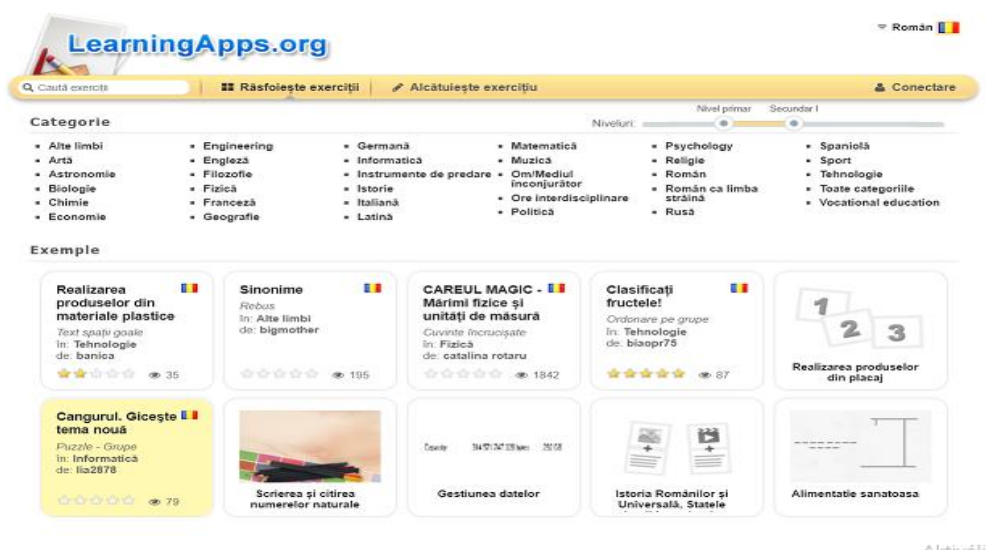 LearningApps.org
Român
Caută exerciții
Răsfoiește exerciții
Alcătuiește exercițiu
Conectare
Categorie
Niveluri:
Nivel primar
Secundar I
Alte limbi
Artă
Astronomie
Biologie
Chimie
Economie
Engineering
Engleză
Filozofie
Fizică
Franceză
Geografie
Germană
Informatică
Instrumente de predare
Istorie
Italiană
Latină
Matematică
Muzică
Om/Mediul
înconjurător
Ore interdisciplinare
Politică
Psychology
Religie
Român
Român ca limba
străină
Rusă
Spaniolă
Sport
Tehnologie
Toate categoriile
Vocational education
Exemple
Realizarea
produselor din
materiale plastice
Text spații goale
în: Tehnologie
de: banica
35
Sinonime
Rebus
în: Alte limbi
de: bigmother
195
CAREUL MAGIC -
Mărimi fizice și
unități de măsură
Cuvinte încrucișate
în: Fizică
de: catalina rotaru
1842
Clasificați
fructele!
Ordonare pe grupe
în: Tehnologie
de: biaopr75
87
1
2
3
Realizarea produselor
din placaj
Cangurul. Gicește
tema nouă
Puzzle - Grupe
în: Informatică
de: lia2878
79
Scrierea și citirea
numerelor naturale
Gestiunea datelor
Istoria Românilor și
Universală, Statele
Alimentatie sanatoasa